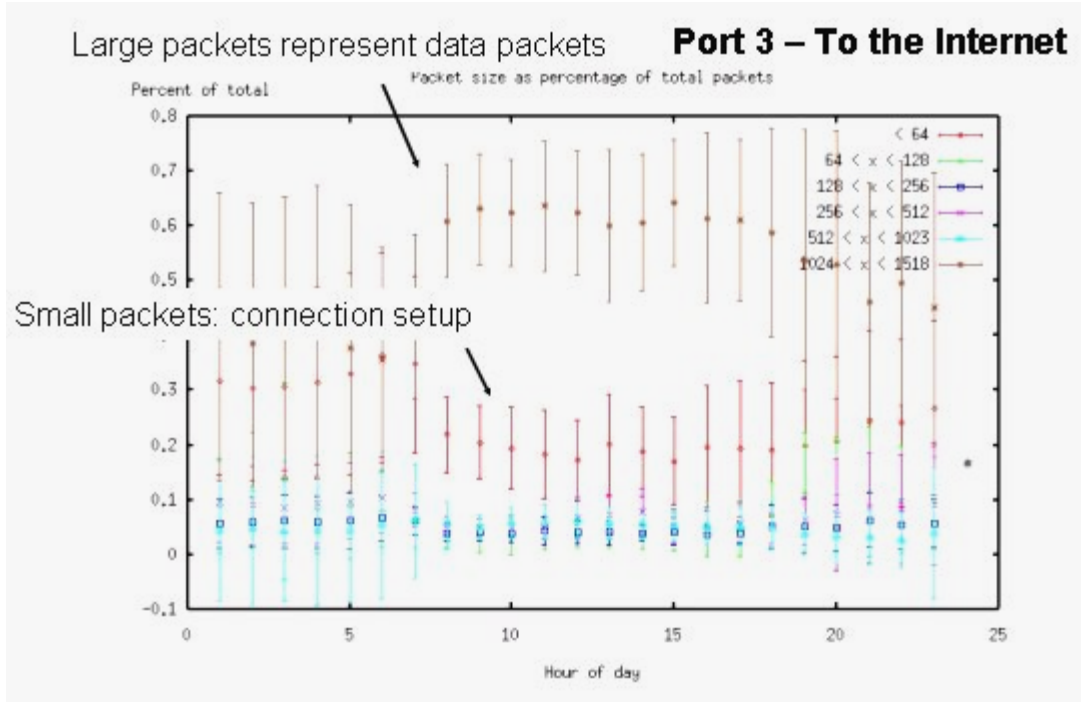 Large packets represent data packets
Port 3 – To the Internet
Packet size as percentage of total packets
Percent of total
0.8
0.7
0.6
0.5
0.3
0.2
0.1
0
-0.1
< 64
64 < x < 128
128 < x < 256
256 < x < 512
512 < x < 1023
1024 < x < 1518
Small packets: connection setup
0
5
10
15
20
25
Hour of day